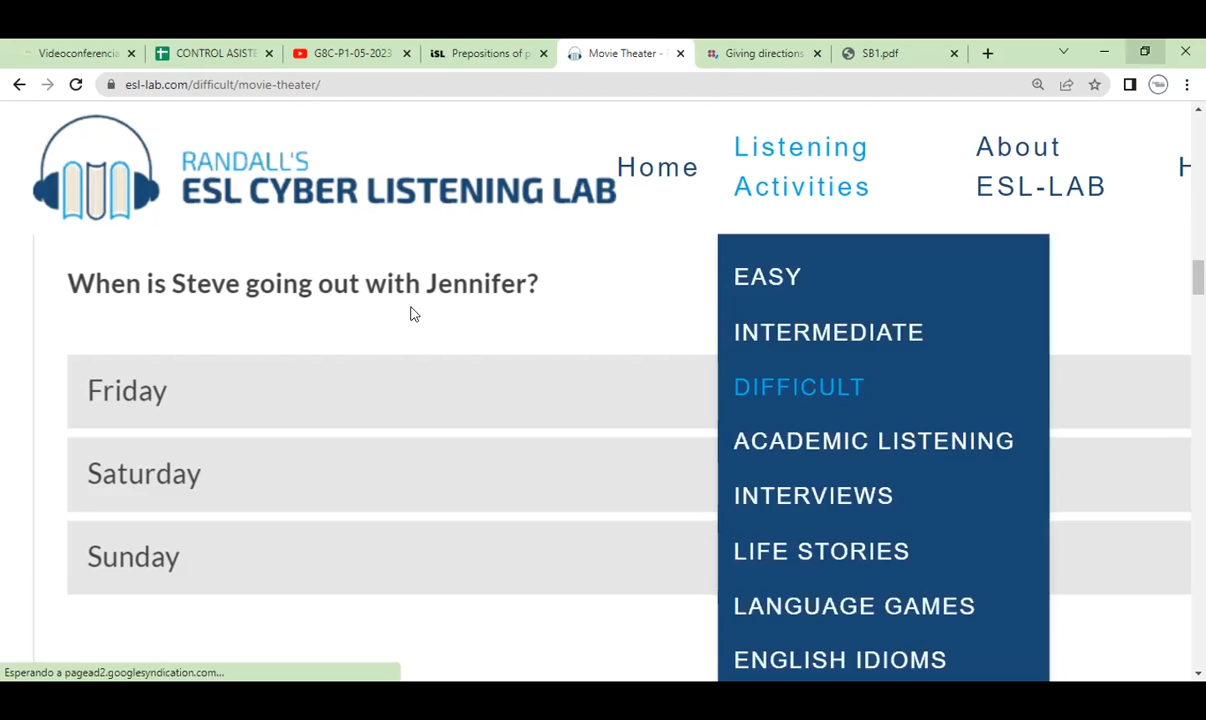 Videoconferencia
CONTROL ASISTE
G8C-P1-05-2023
iSL Prepositions of p
Movie Theater -
Giving directions
SB1.pdf
esl-lab.com/difficult/movie-theater/
RANDALL'S
ESL CYBER LISTENING LAB
Home
Listening
Activities
About
ESL-LAB
H
When is Steve going out with Jennifer?
Friday
Saturday
Sunday
EASY
INTERMEDIATE
DIFFICULT
ACADEMIC LISTENING
INTERVIEWS
LIFE STORIES
LANGUAGE GAMES
ENGLISH IDIOMS
Esperando a pagead2.googlesyndication.com...